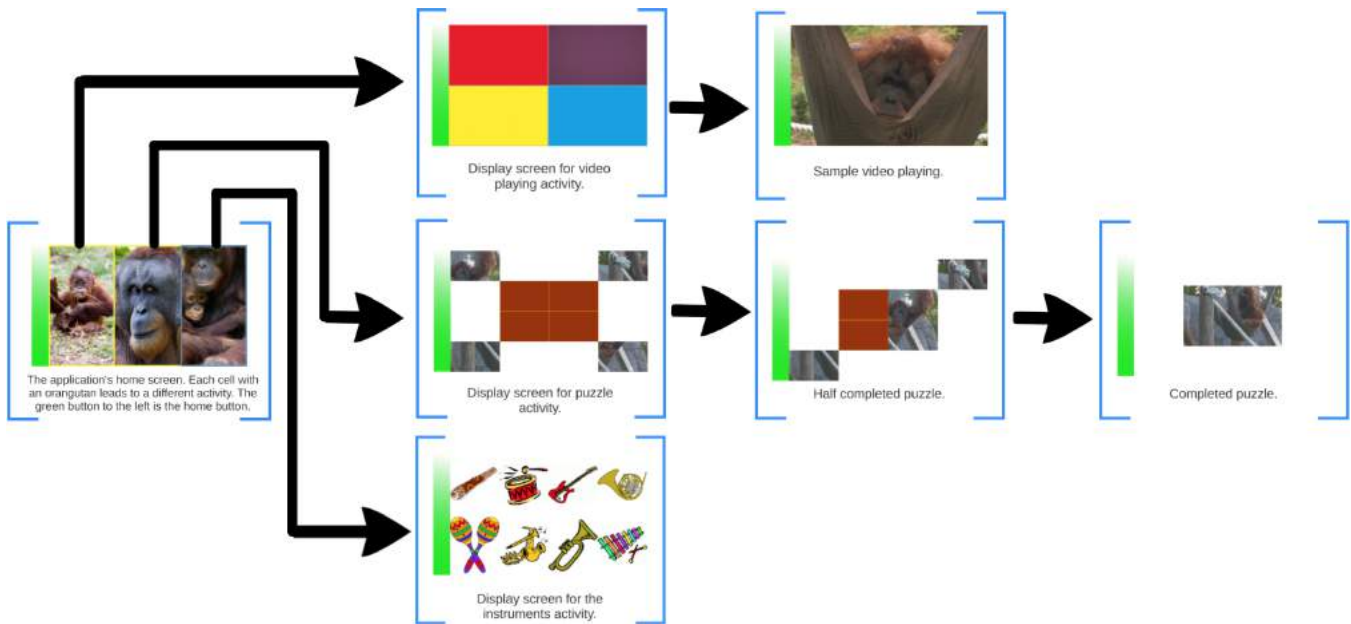 Display screen for video
playing activity.
Sample video playing.
The application's home screen. Each cell with
an orangutan leads to a different activity. The
green button to the left is the home button.
Display screen for puzzle
activity.
Half completed puzzle.
Completed puzzle.
Display screen for the
instruments activity.